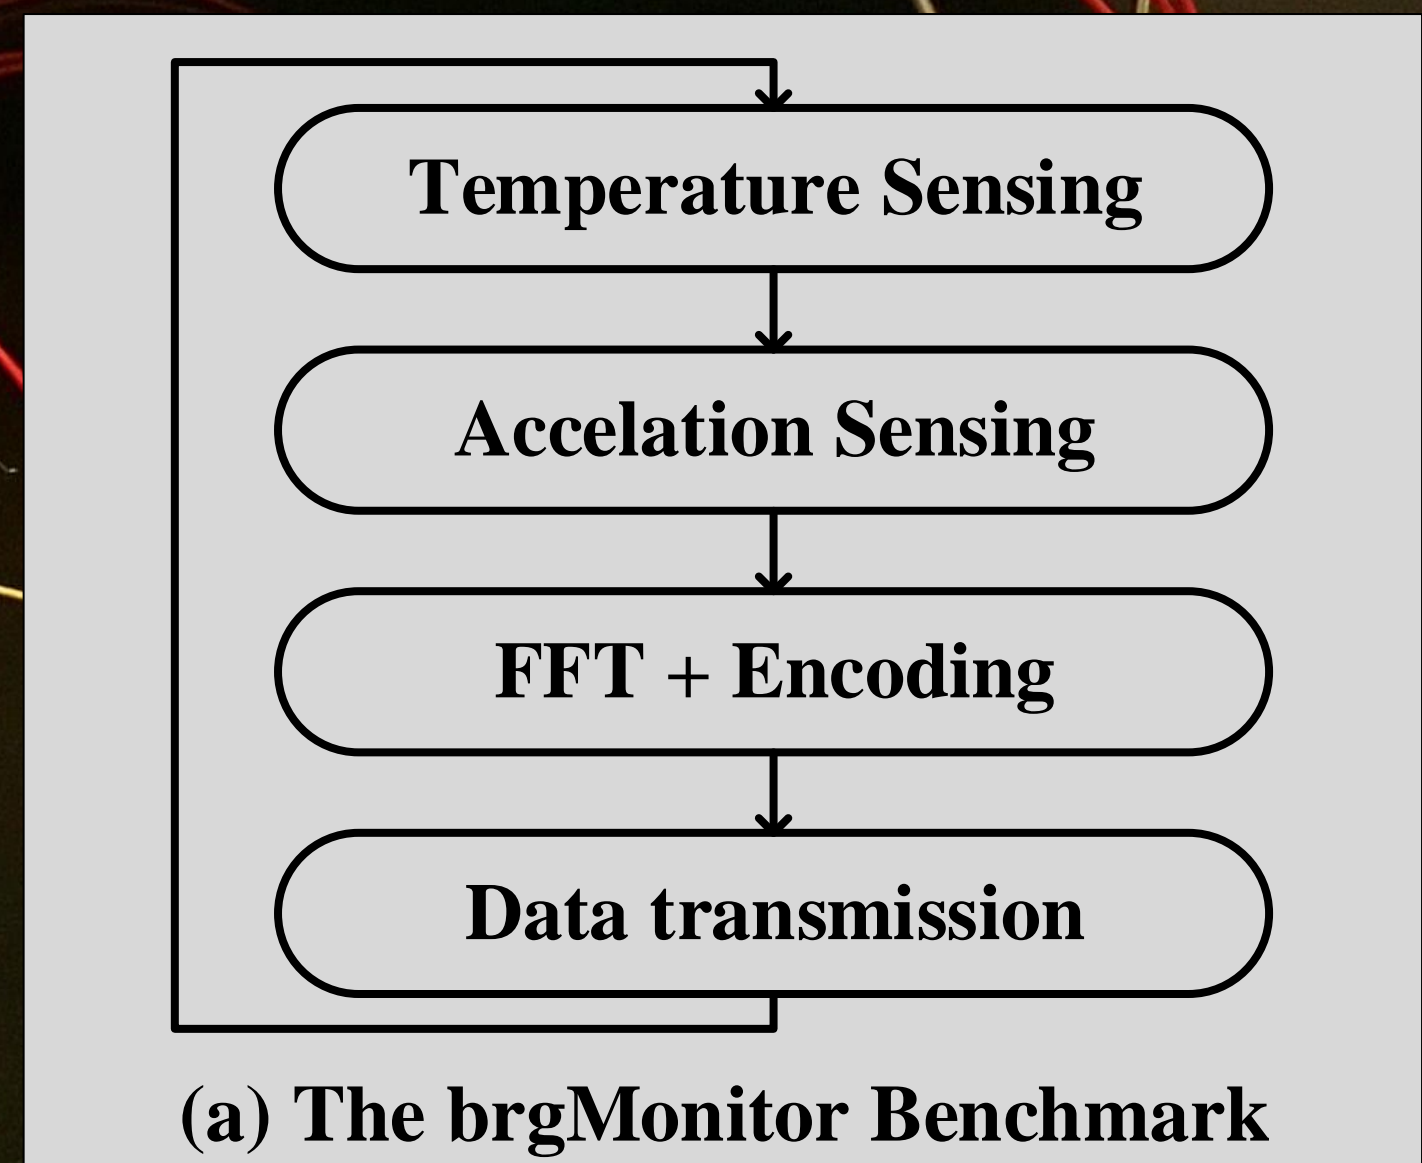 Temperature Sensing
Accelation Sensing
FFT + Encoding
Data transmission
(a) The brgMonitor Benchmark